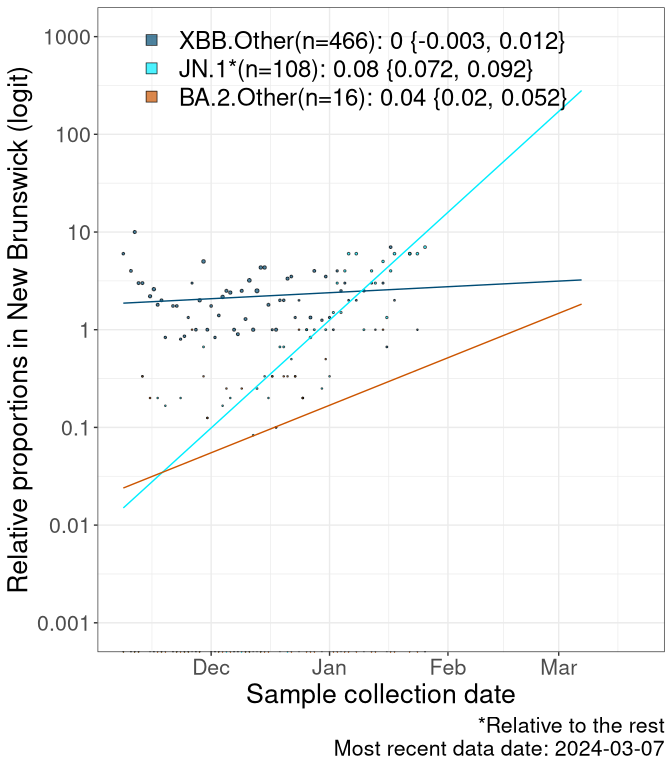 XBB.Other(n=466): 0 {-0.003, 0.012}
JN.1*(n=108): 0.08 {0.072, 0.092}
BA.2.Other(n=16): 0.04 {0.02, 0.052}
Relative proportions in New Brunswick (logit)
1000
100
10
1
0.1
0.01
0.001
Dec Jan Feb Mar
Sample collection date
*Relative to the rest
Most recent data date: 2024-03-07